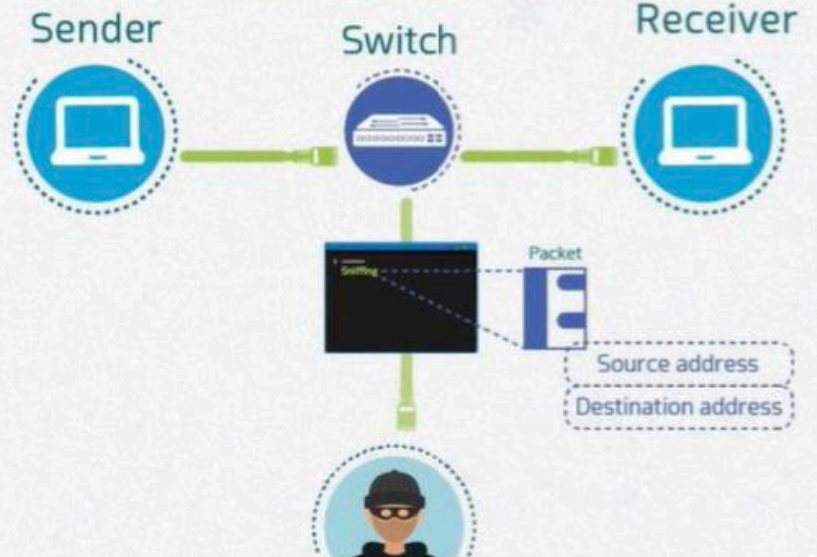 Sender
Switch
Receiver
Sniffing
Packet
Source address
Destination address